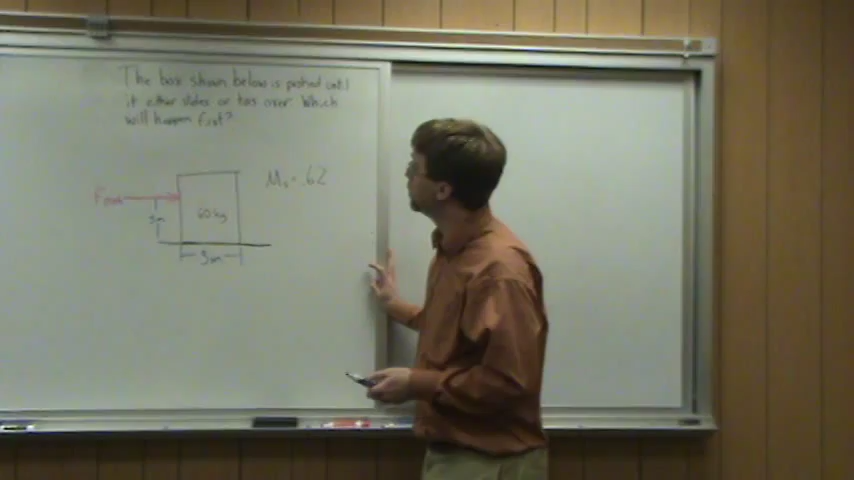 The box shown below is pushed until
it either slides or tips over. Which
will happen first?
Fpush
μs = .62
60 kg